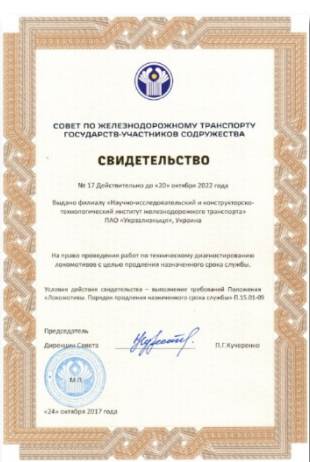 СОВЕТ ПО ЖЕЛЕЗНОДОРОЖНОМУ ТРАНСПОРТУ
ГОСУДАРСТВ-УЧАСТНИКОВ СОДРУЖЕСТВА
СВИДЕТЕЛЬСТВО
№ 17 Действительно до «20» октября 2022 года
Выдано филиалу «Научно-исследовательский и конструкторско-
технологический институт железнодорожного транспорта»
ПАО «Укрзализныця», Украина
На право проведения работ по техническому диагностированию
локомотивов с целью продления назначенного срока службы.
Условия действия свидетельства – выполнение требований Положения
«Локомотивы. Порядок продления назначенного срока службы» П.15.01-09
Председатель
Дирекции Совета П.Г.Кучеренко
М.П.
«24» октября 2017 года